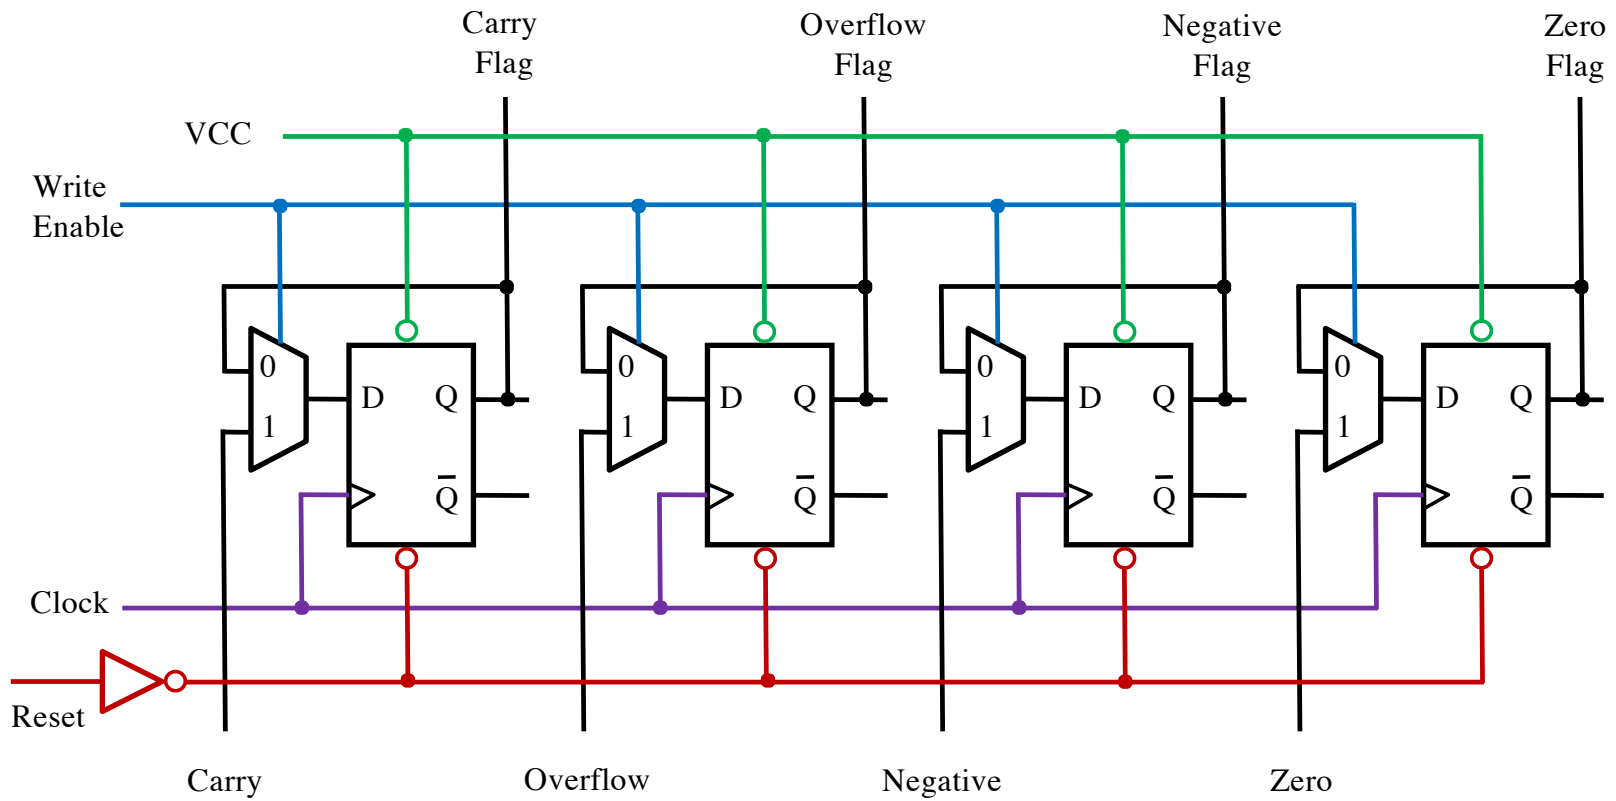 Carry
Flag
Overflow
Flag
Negative
Flag
Zero
Flag
VCC
Write
Enable
0
1
D
Q
Q̅
0
1
D
Q
Q̅
0
1
D
Q
Q̅
0
1
D
Q
Q̅
Clock
Reset
Carry
Overflow
Negative
Zero